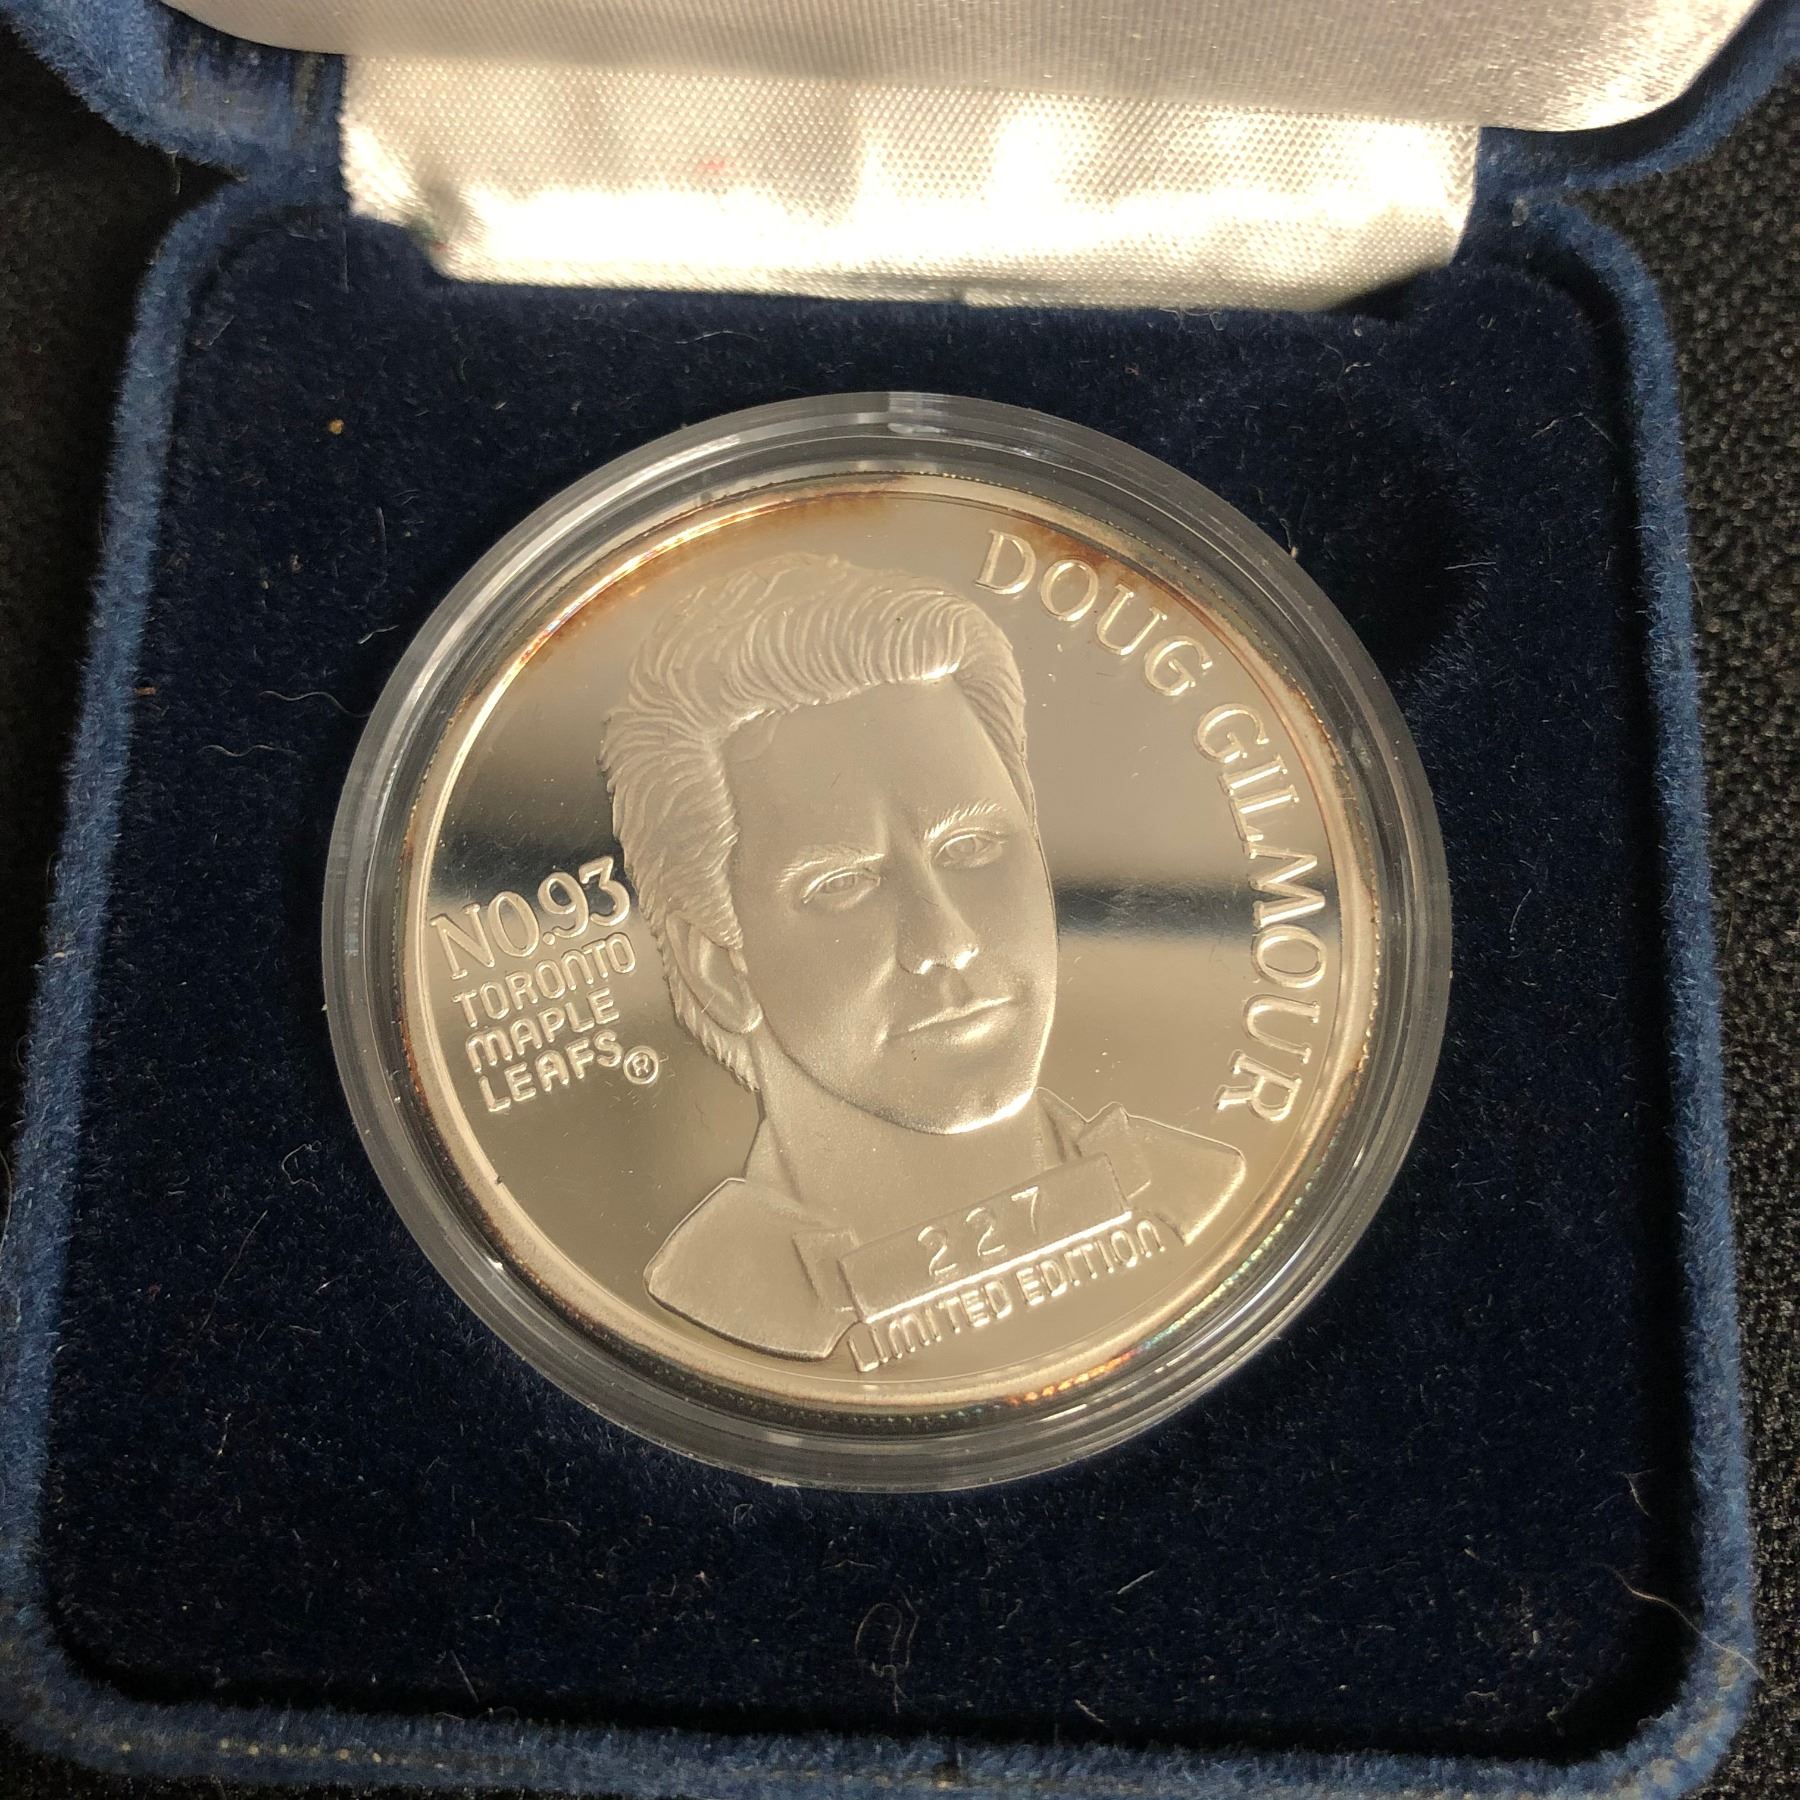 DOUG GILMOUR
NO.93
TORONTO
MAPLE
LEAFS®
227
LIMITED EDITION